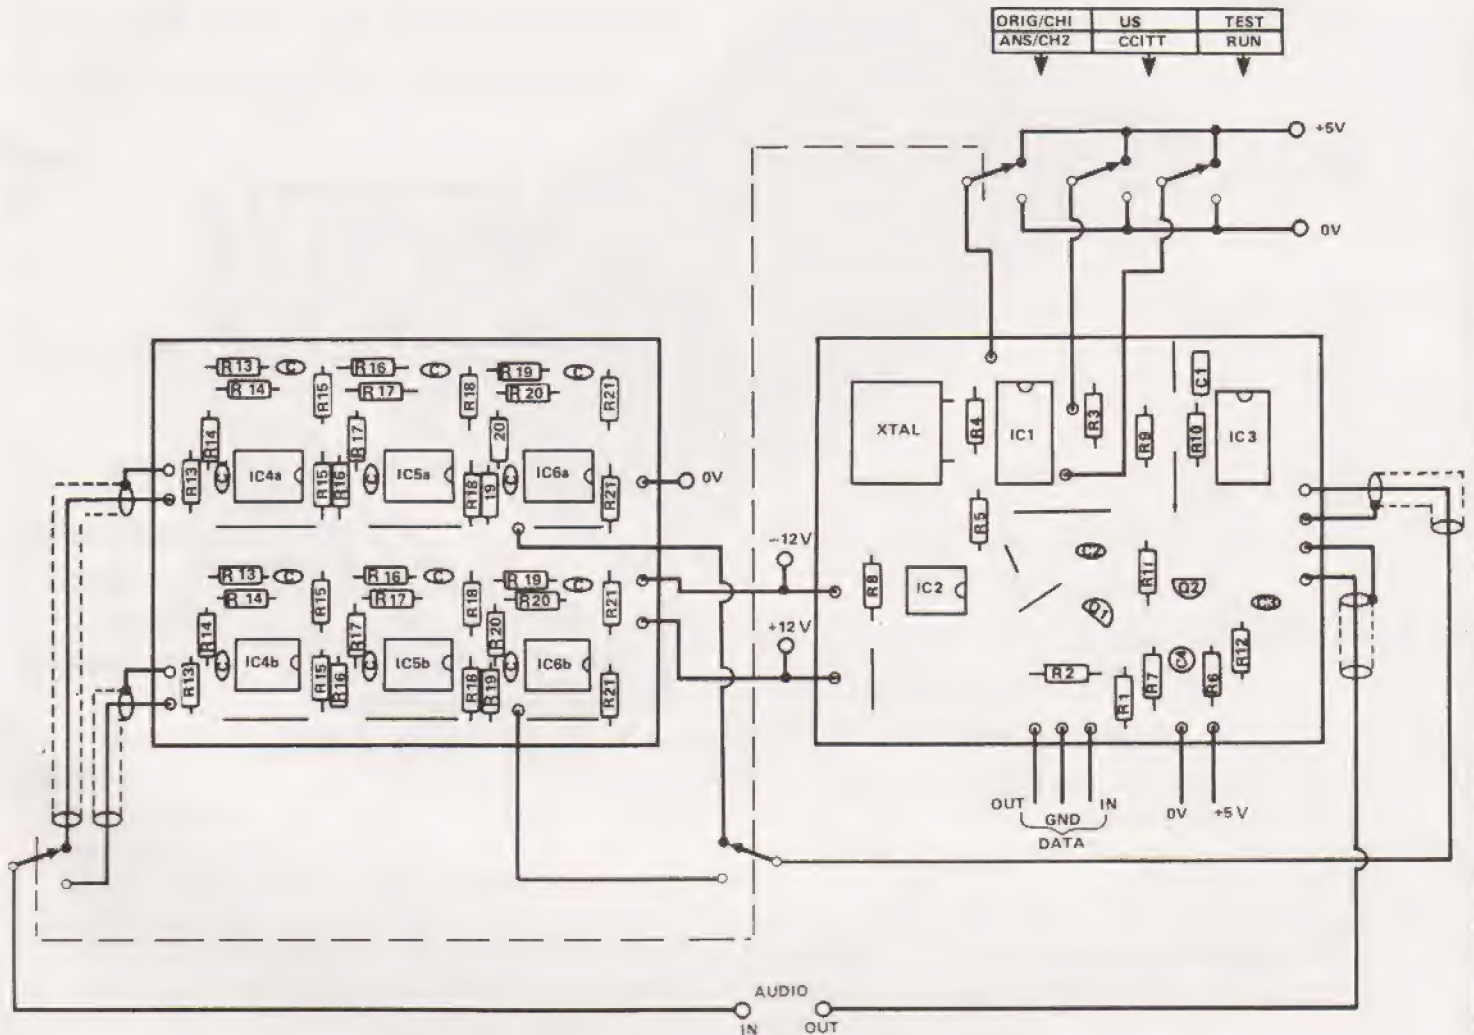 ORIG/CH1 US TEST
ANS/CH2 CCITT RUN
+5V
0V
R13 C R16 C R19 C
R14 R17 R20
R15 R18 R21
R14 R17 20
R13 C IC4a R15 R16 C IC5a R18 19 C IC6a R21
0V
R13 C R16 C R19 C
R14 R17 R20
R15 R18 R21
R14 R17 R20
R13 C IC4b R15 R16 C IC5b R18 R19 C IC6b R21
-12V
+12V
XTAL R4 IC1 R3 R9 R10 C1 IC3
R5 C2 R11 Q2 C3
R8 IC2 Q1
R2 R1 R7 C4 R6 R12
OUT GND IN 0V +5V
DATA
AUDIO
IN OUT